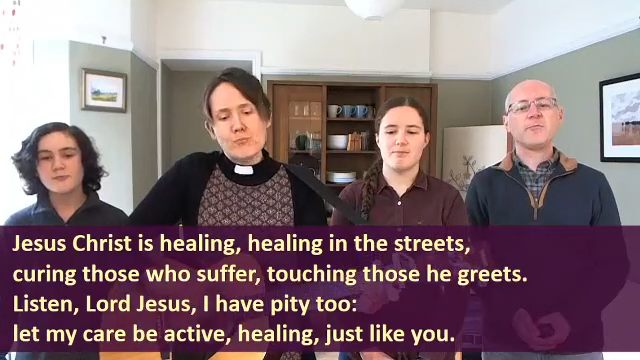 Jesus Christ is healing, healing in the streets,
curing those who suffer, touching those he greets.
Listen, Lord Jesus, I have pity too:
let my care be active, healing, just like you.